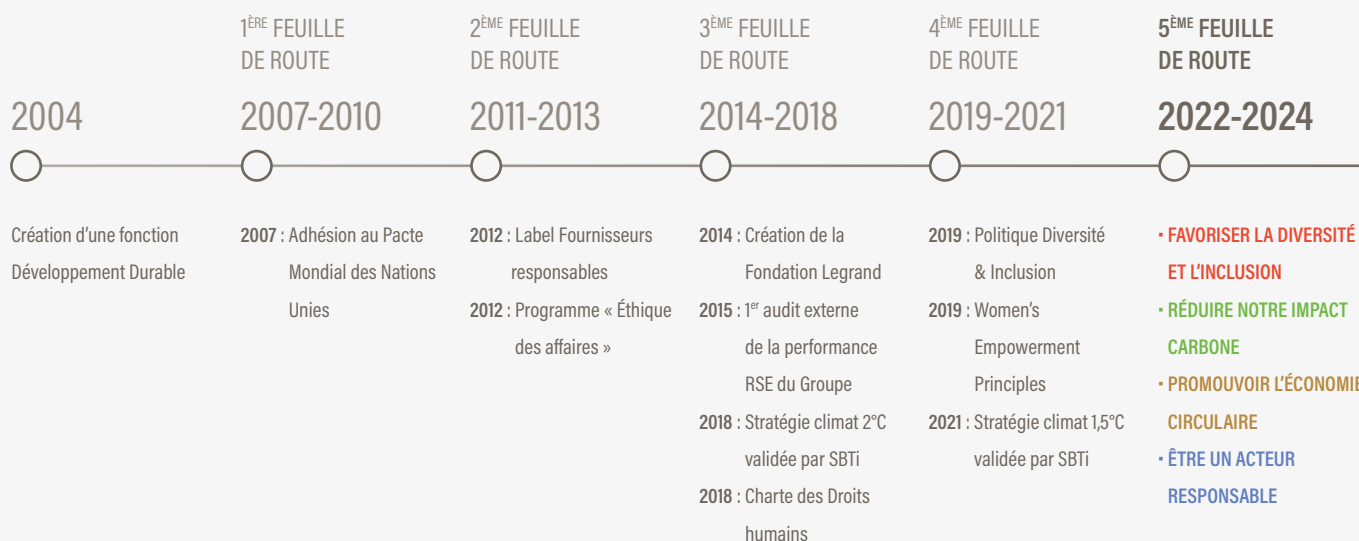 2004
Création d'une fonction
Développement Durable
1ÈRE FEUILLE
DE ROUTE
2007-2010
2007 : Adhésion au Pacte
Mondial des Nations
Unies
2ÈME FEUILLE
DE ROUTE
2011-2013
2012 : Label Fournisseurs
responsables
2012 : Programme « Éthique
des affaires »
3ÈME FEUILLE
DE ROUTE
2014-2018
2014 : Création de la
Fondation Legrand
2015 : 1er audit externe
de la performance
RSE du Groupe
2018 : Stratégie climat 2°C
validée par SBTi
2018 : Charte des Droits
humains
4ÈME FEUILLE
DE ROUTE
2019-2021
2019 : Politique Diversité
& Inclusion
2019 : Women's
Empowerment
Principles
2021 : Stratégie climat 1,5°C
validée par SBTi
5ÈME FEUILLE
DE ROUTE
2022-2024
• FAVORISER LA DIVERSITÉ
ET L'INCLUSION
• RÉDUIRE NOTRE IMPACT
CARBONE
• PROMOUVOIR L'ÉCONOMIE
CIRCULAIRE
• ÊTRE UN ACTEUR
RESPONSABLE